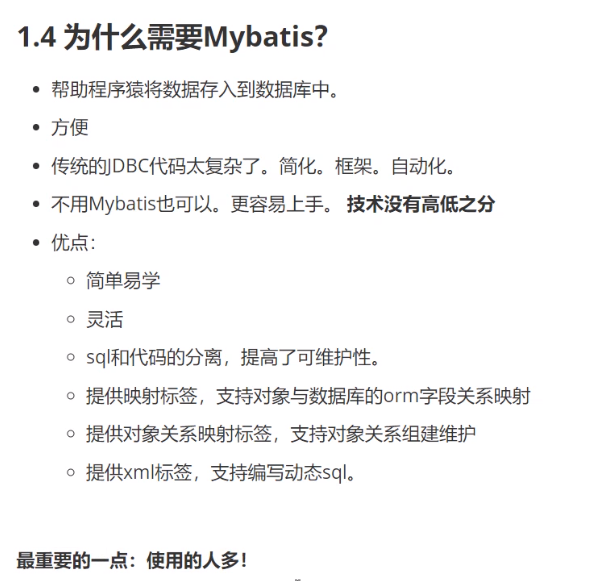 1.4 为什么需要Mybatis?
帮助程序猿将数据存入到数据库中。
方便
传统的JDBC代码太复杂了。简化。框架。自动化。
不用Mybatis也可以。更容易上手。 技术没有高低之分
优点：
简单易学
灵活
sql和代码的分离，提高了可维护性。
提供映射标签，支持对象与数据库的orm字段关系映射
提供对象关系映射标签，支持对象关系组建维护
提供xml标签，支持编写动态sql。
最重要的一点：使用的人多！